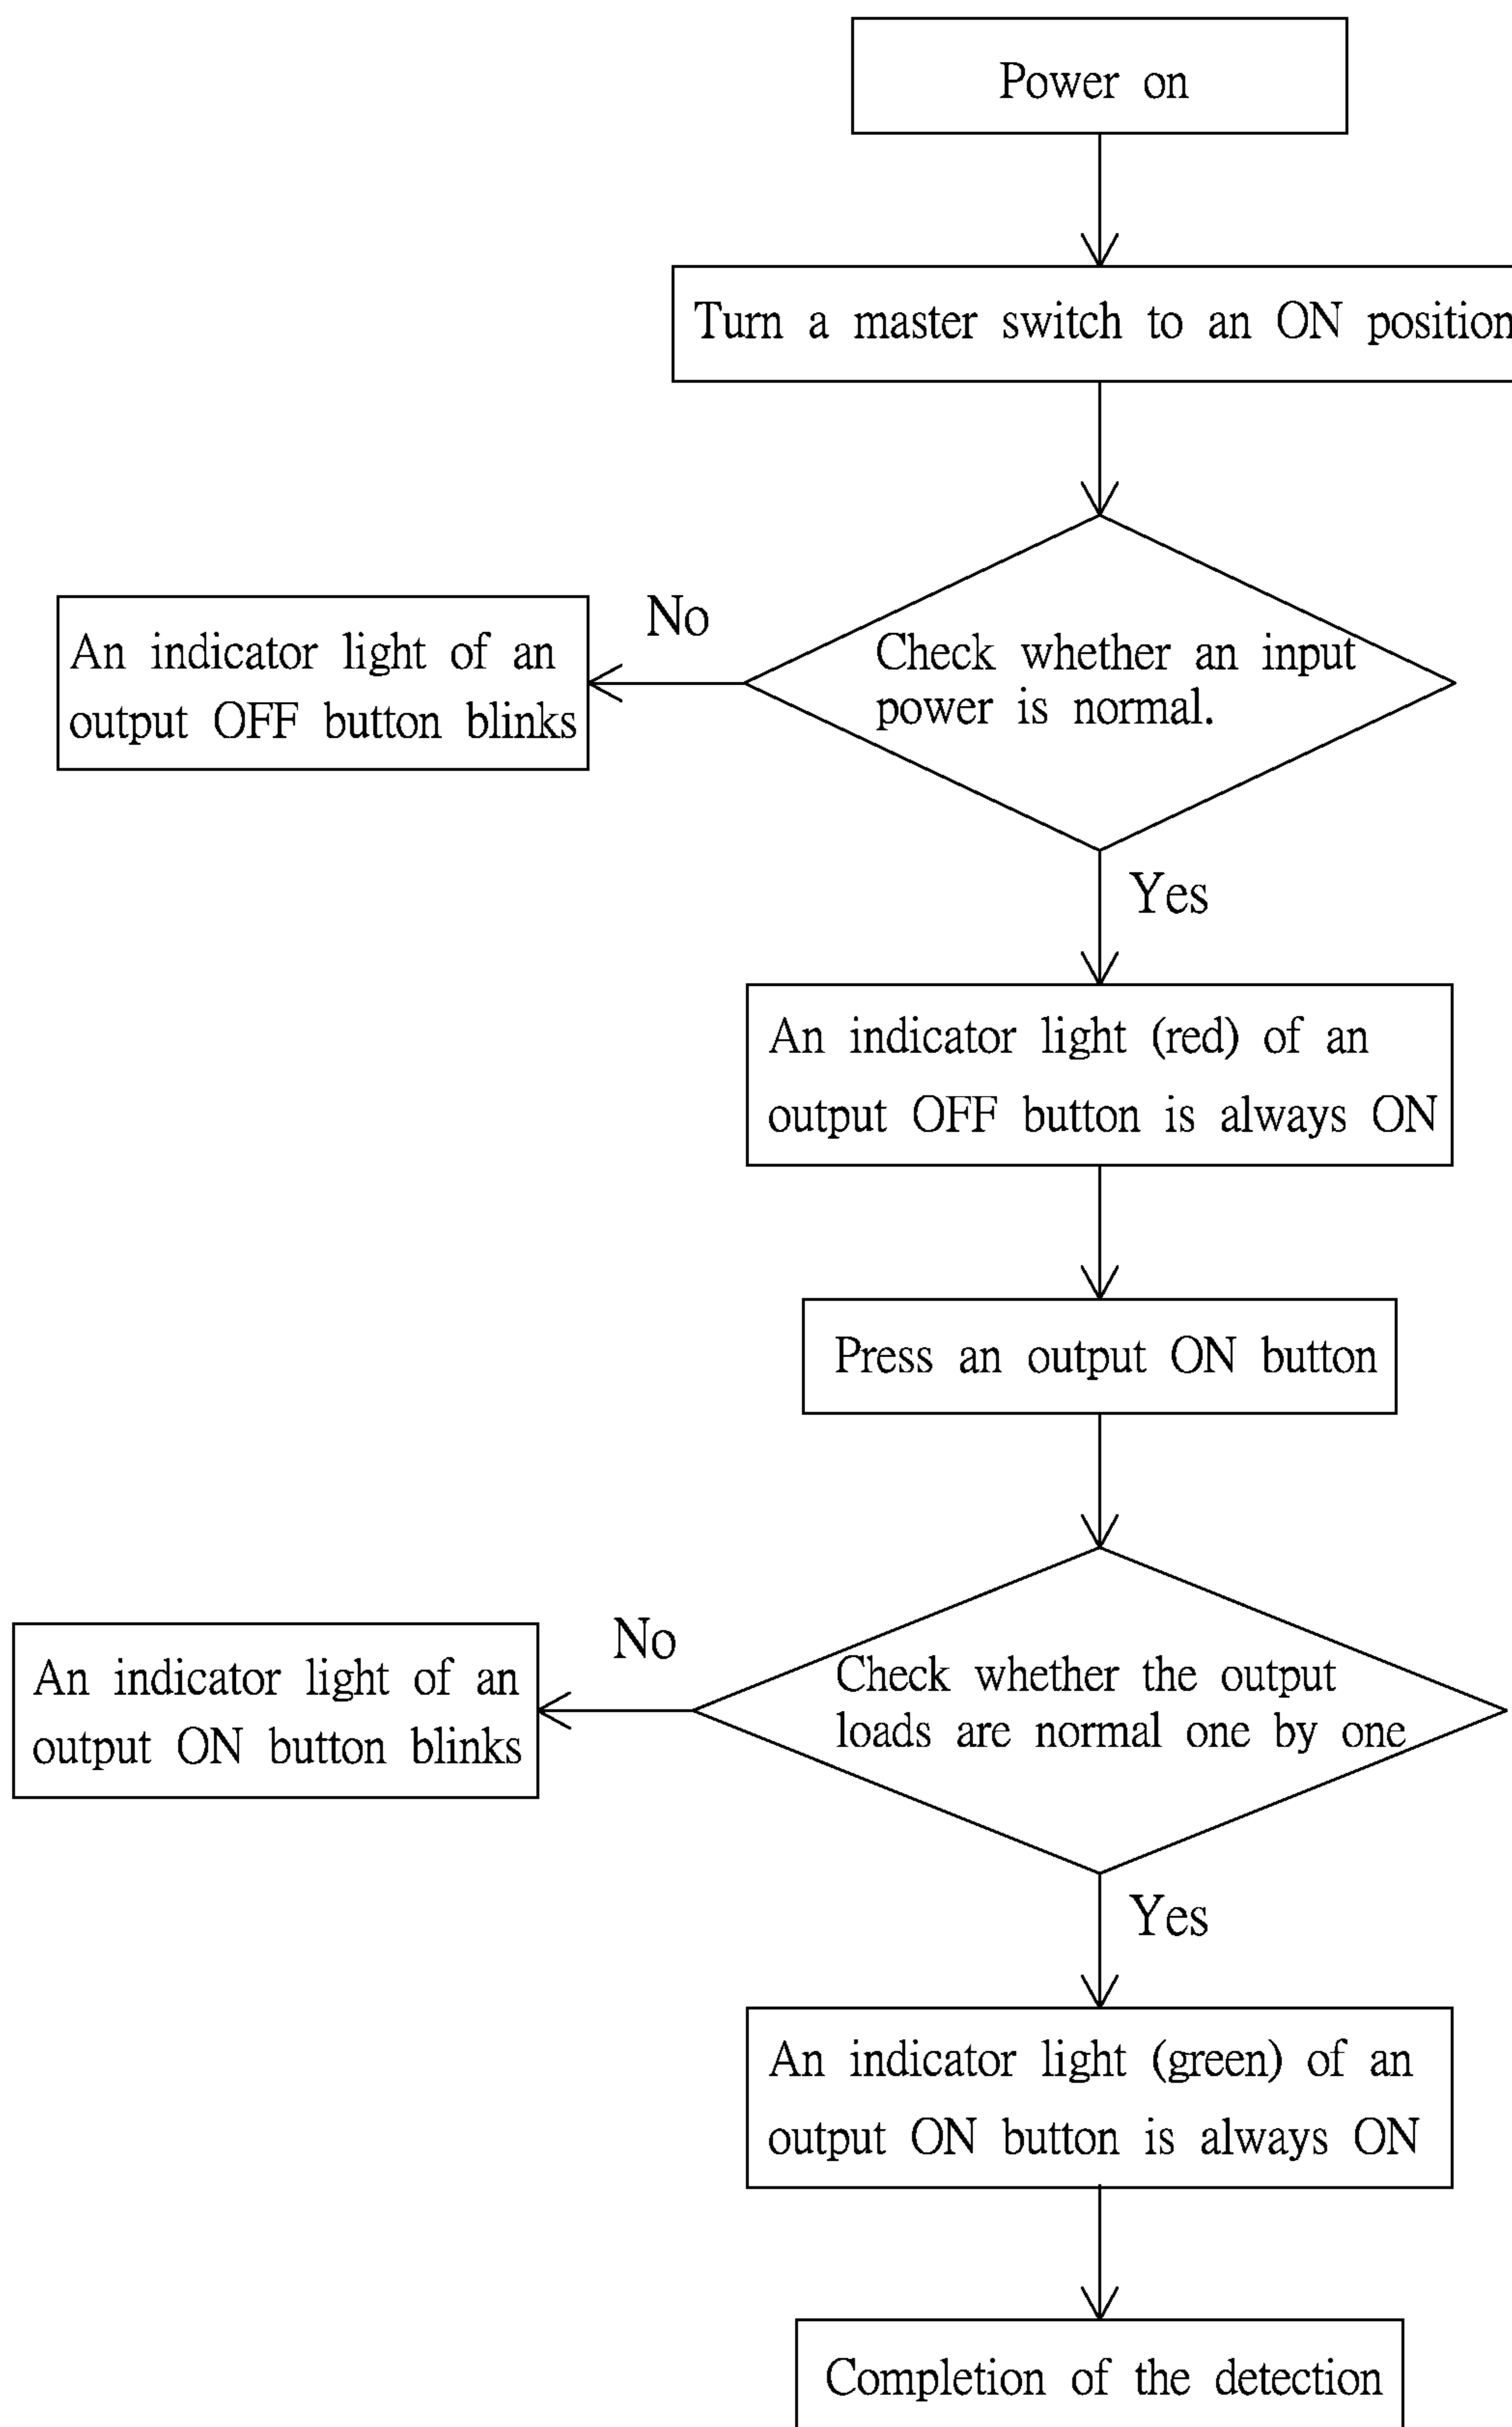 Power on
Turn a master switch to an ON position
No
An indicator light of an
output OFF button blinks
Check whether an input
power is normal.
Yes
An indicator light (red) of an
output OFF button is always ON
Press an output ON button
No
An indicator light of an
output ON button blinks
Check whether the output
loads are normal one by one
Yes
An indicator light (green) of an
output ON button is always ON
Completion of the detection